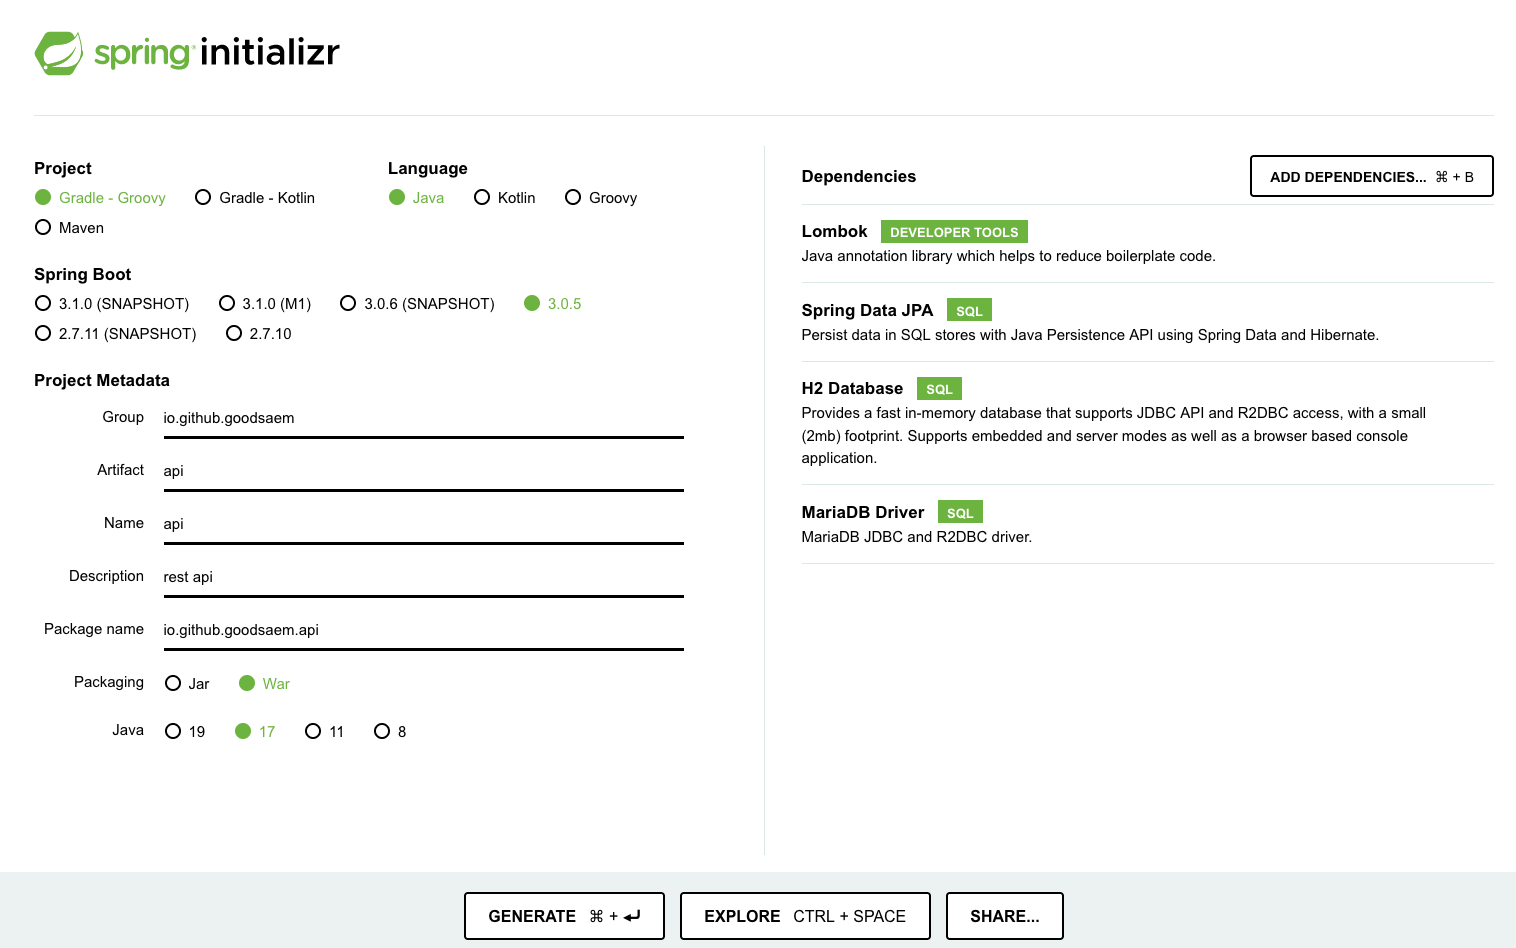 spring initializr
Project
Gradle - Groovy Gradle - Kotlin
Maven
Language
Java Kotlin Groovy
Spring Boot
3.1.0 (SNAPSHOT) 3.1.0 (M1) 3.0.6 (SNAPSHOT) 3.0.5
2.7.11 (SNAPSHOT) 2.7.10
Project Metadata
Group io.github.goodsaem
Artifact api
Name api
Description rest api
Package name io.github.goodsaem.api
Packaging Jar War
Java 19 17 11 8
Dependencies
ADD DEPENDENCIES... ⌘ + B
Lombok DEVELOPER TOOLS
Java annotation library which helps to reduce boilerplate code.
Spring Data JPA SQL
Persist data in SQL stores with Java Persistence API using Spring Data and Hibernate.
H2 Database SQL
Provides a fast in-memory database that supports JDBC API and R2DBC access, with a small
(2mb) footprint. Supports embedded and server modes as well as a browser based console
application.
MariaDB Driver SQL
MariaDB JDBC and R2DBC driver.
GENERATE ⌘ + ⏎
EXPLORE CTRL + SPACE
SHARE...